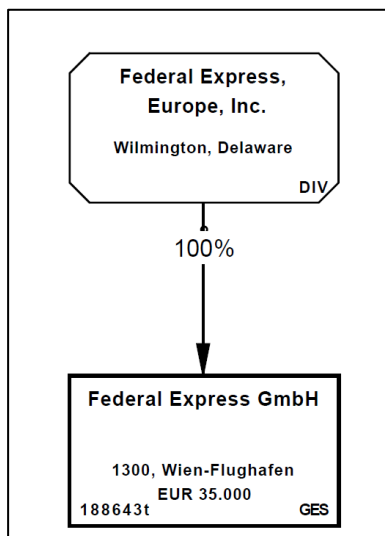 Federal Express,
Europe, Inc.
Wilmington, Delaware
DIV
100%
Federal Express GmbH
1300, Wien-Flughafen
EUR 35.000
188643t GES